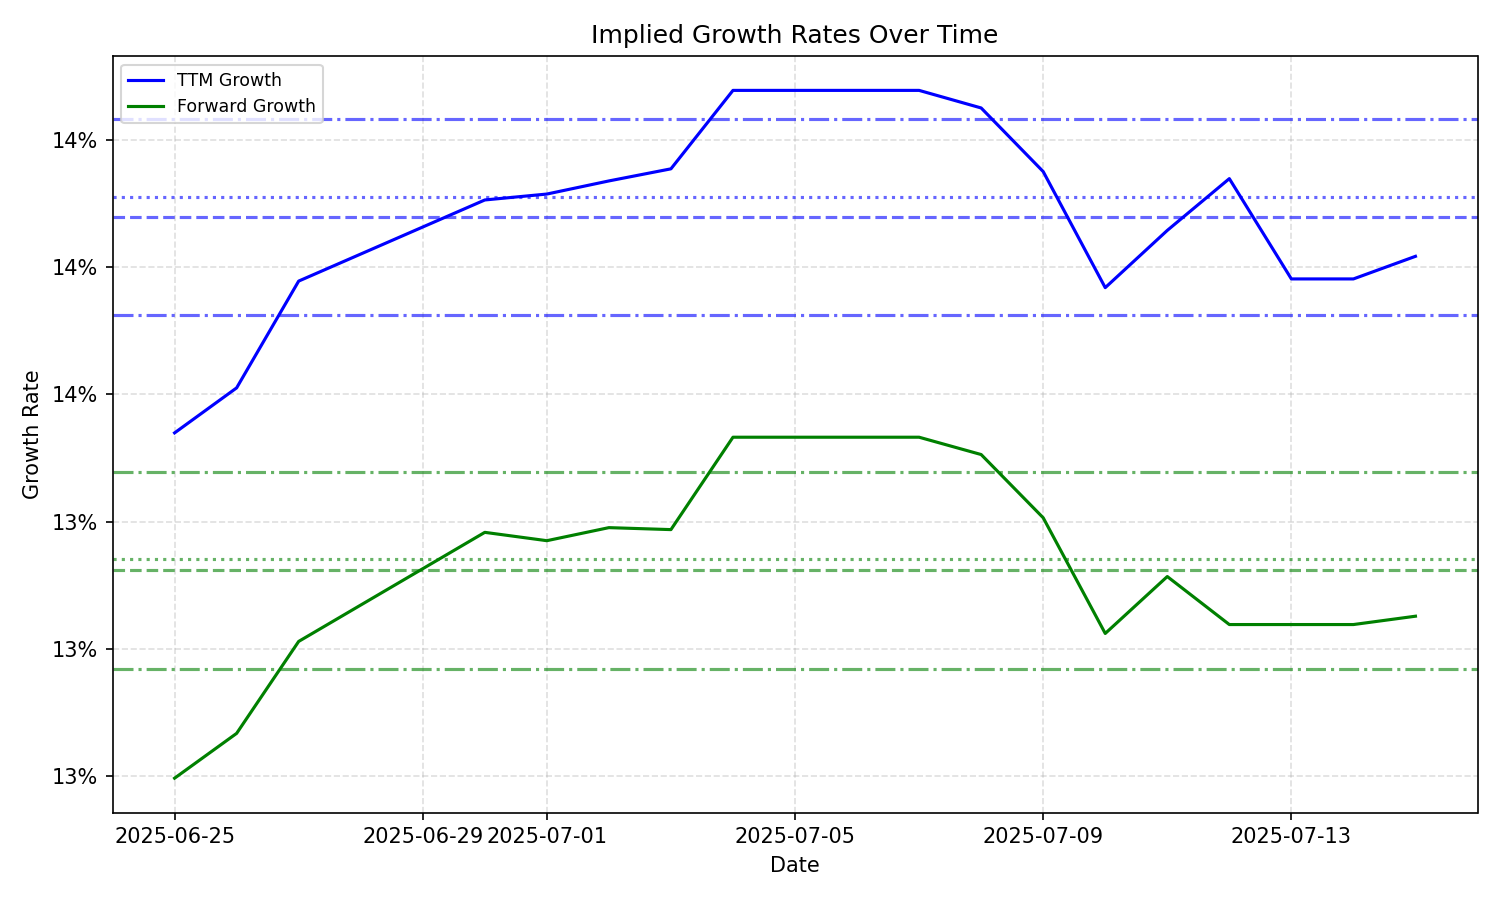 Implied Growth Rates Over Time
TTM Growth
Forward Growth
14%
14%
14%
13%
13%
13%
Growth Rate
2025-06-25
2025-06-29
2025-07-01
2025-07-05
2025-07-09
2025-07-13
Date